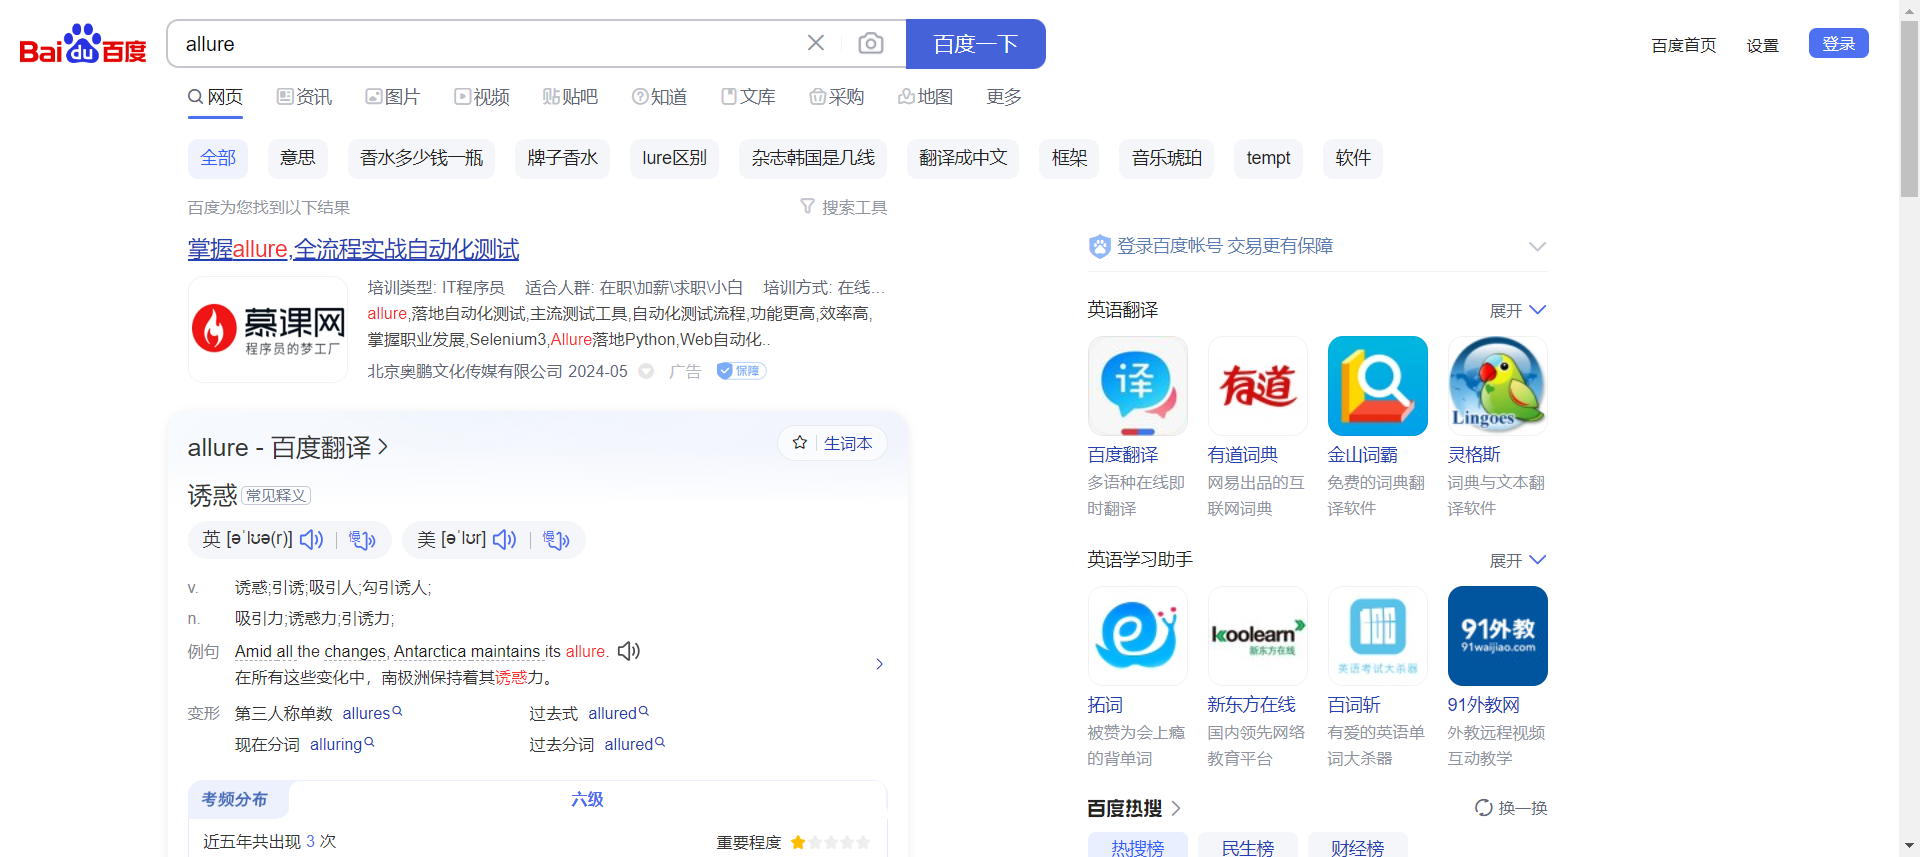 Baidu百度
allure
百度一下
百度首页
设置
登录
网页
资讯
图片
视频
贴吧
知道
文库
采购
地图
更多
全部
意思
香水多少钱一瓶
牌子香水
lure区别
杂志韩国是几线
翻译成中文
框架
音乐琥珀
tempt
软件
百度为您找到以下结果
搜索工具
掌握allure,全流程实战自动化测试
慕课网
程序员的梦工厂
培训类型: IT程序员 适合人群: 在职\加薪\求职\小白 培训方式: 在线...
allure,落地自动化测试,主流测试工具,自动化测试流程,功能更高,效率高,
掌握职业发展,Selenium3,Allure落地Python,Web自动化..
北京奥鹏文化传媒有限公司 2024-05 广告 保障
allure - 百度翻译
生词本
诱惑 常见释义
英 [əˈlʊə(r)] 慢 美 [əˈlʊr] 慢
v. 诱惑;引诱;吸引人;勾引诱人;
n. 吸引力;诱惑力;引诱力;
例句 Amid all the changes, Antarctica maintains its allure.
在所有这些变化中，南极洲保持着其诱惑力。
变形 第三人称单数 allures 过去式 allured
现在分词 alluring 过去分词 allured
考频分布 六级
近五年共出现 3 次 重要程度
登录百度帐号 交易更有保障
英语翻译 展开
译
有道
Lingoes
百度翻译
多语种在线即
时翻译
有道词典
网易出品的互
联网词典
金山词霸
免费的词典翻
译软件
灵格斯
词典与文本翻
译软件
英语学习助手 展开
koolearn
新东方在线
英语考试大杀器
91外教
91waijiao.com
拓词
被赞为会上瘾
的背单词
新东方在线
国内领先网络
教育平台
百词斩
有爱的英语单
词大杀器
91外教网
外教远程视频
互动教学
百度热搜 换一换
热搜榜
民生榜
财经榜